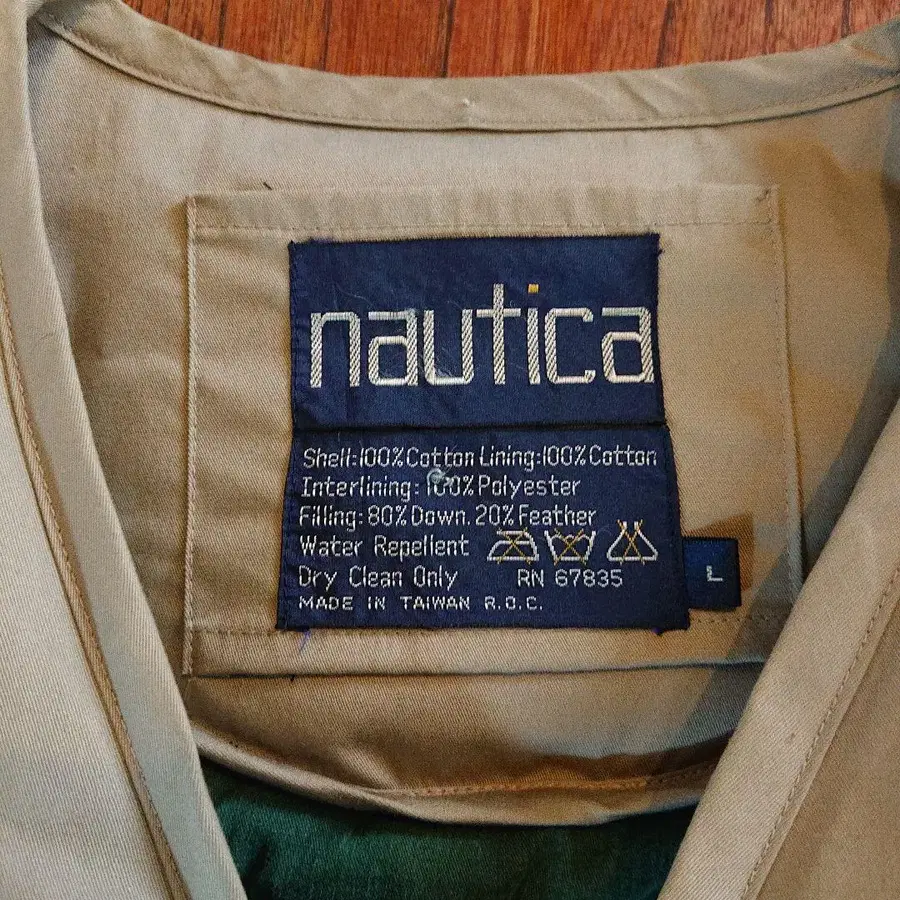 nautica
Shell:100%Cotton Lining:100%Cotton
Interlining: 100%Polyester
Filling: 80%Down. 20%Feather
Water Repellent
Dry Clean Only RN 67835
MADE IN TAIWAN R.O.C.
L